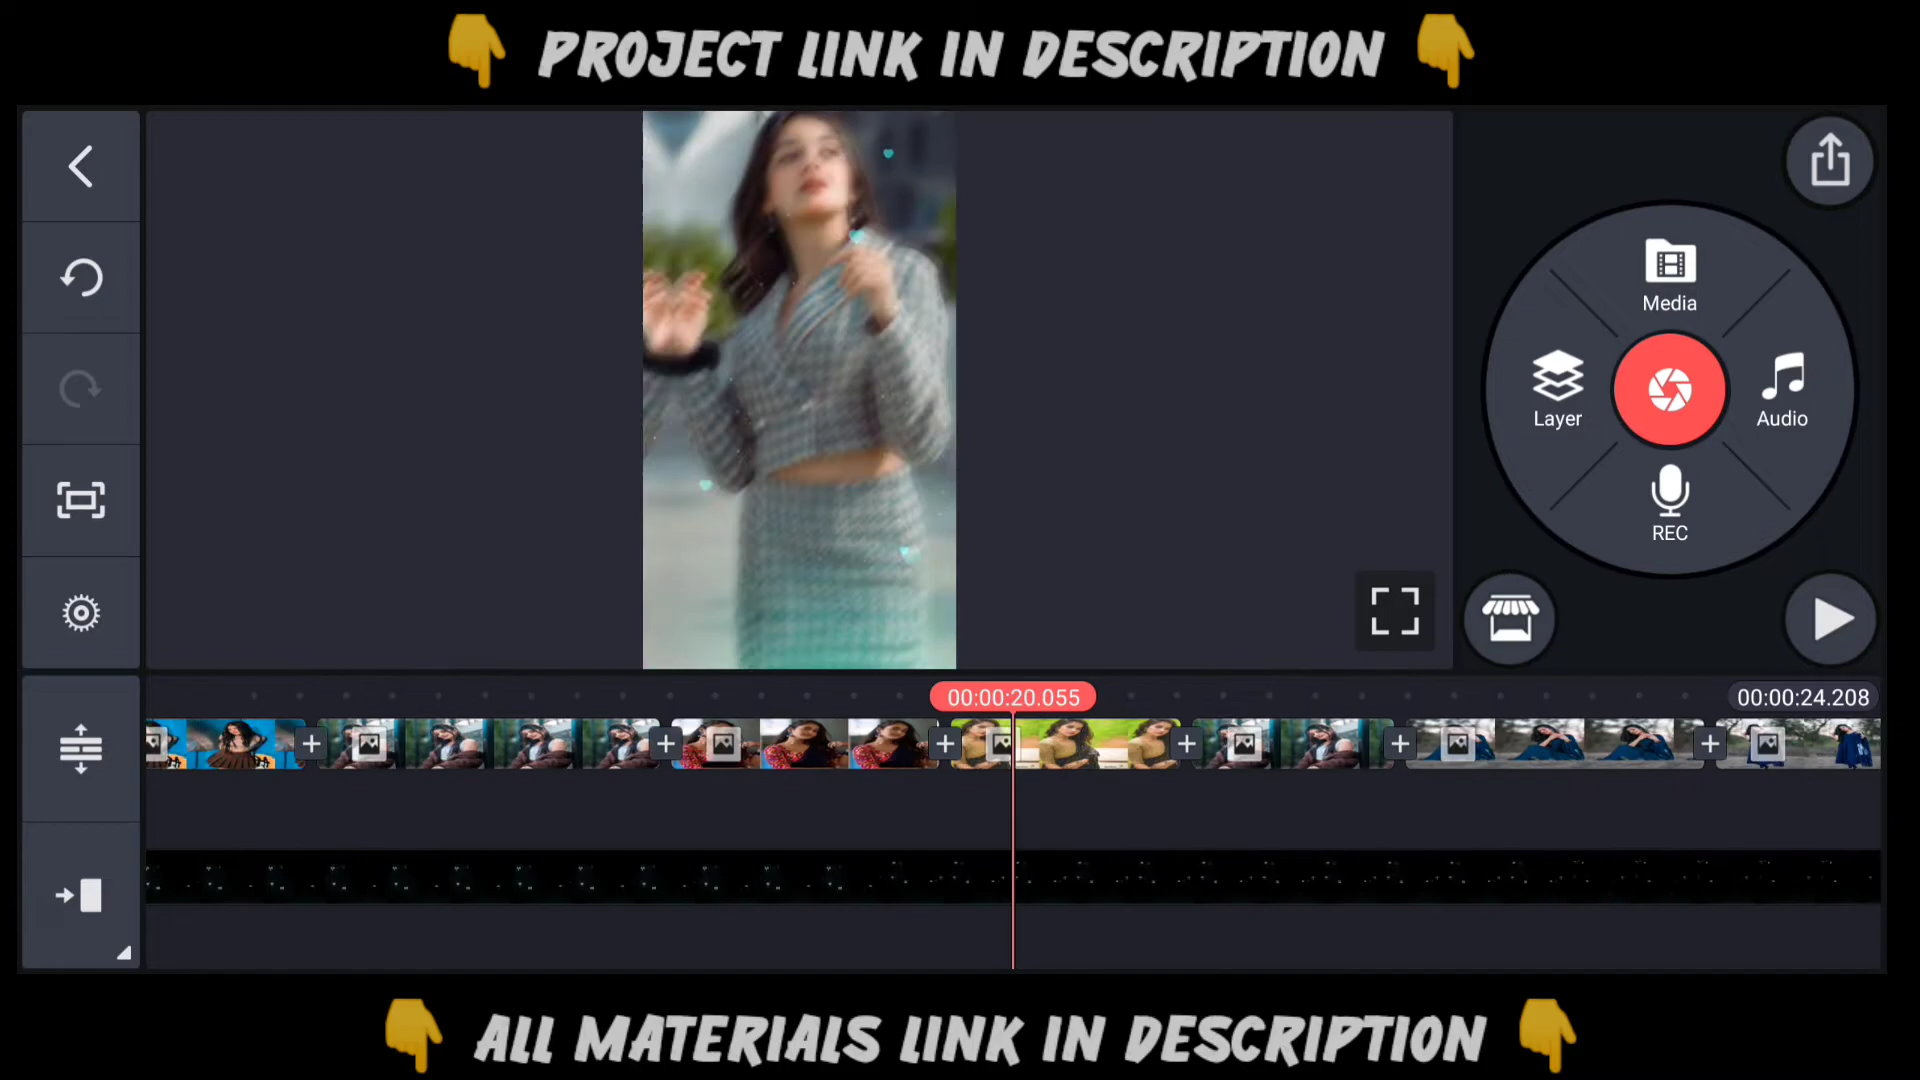 PROJECT LINK IN DESCRIPTION
Media
Layer
Audio
REC
00:00:20.055
00:00:24.208
ALL MATERIALS LINK IN DESCRIPTION